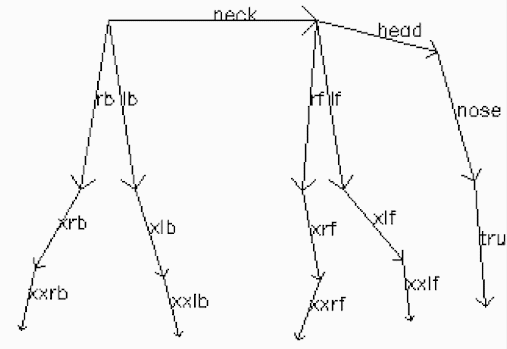 neck
head
rb lb
rf lf
nose
xrb
xlb
xrf
xlf
tru
xxrb
xxlb
xxrf
xxlf